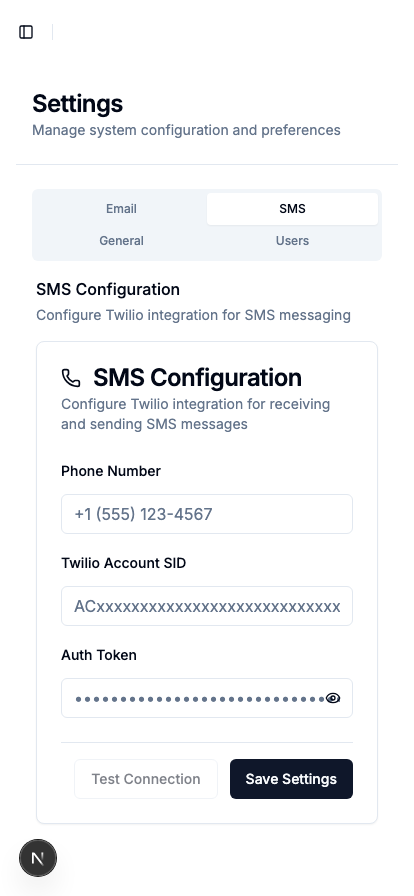 Settings
Manage system configuration and preferences
Email
SMS
General
Users
SMS Configuration
Configure Twilio integration for SMS messaging
SMS Configuration
Configure Twilio integration for receiving
and sending SMS messages
Phone Number
+1 (555) 123-4567
Twilio Account SID
ACxxxxxxxxxxxxxxxxxxxxxxxxxxxx
Auth Token
••••••••••••••••••••••••••••
Test Connection
Save Settings
N